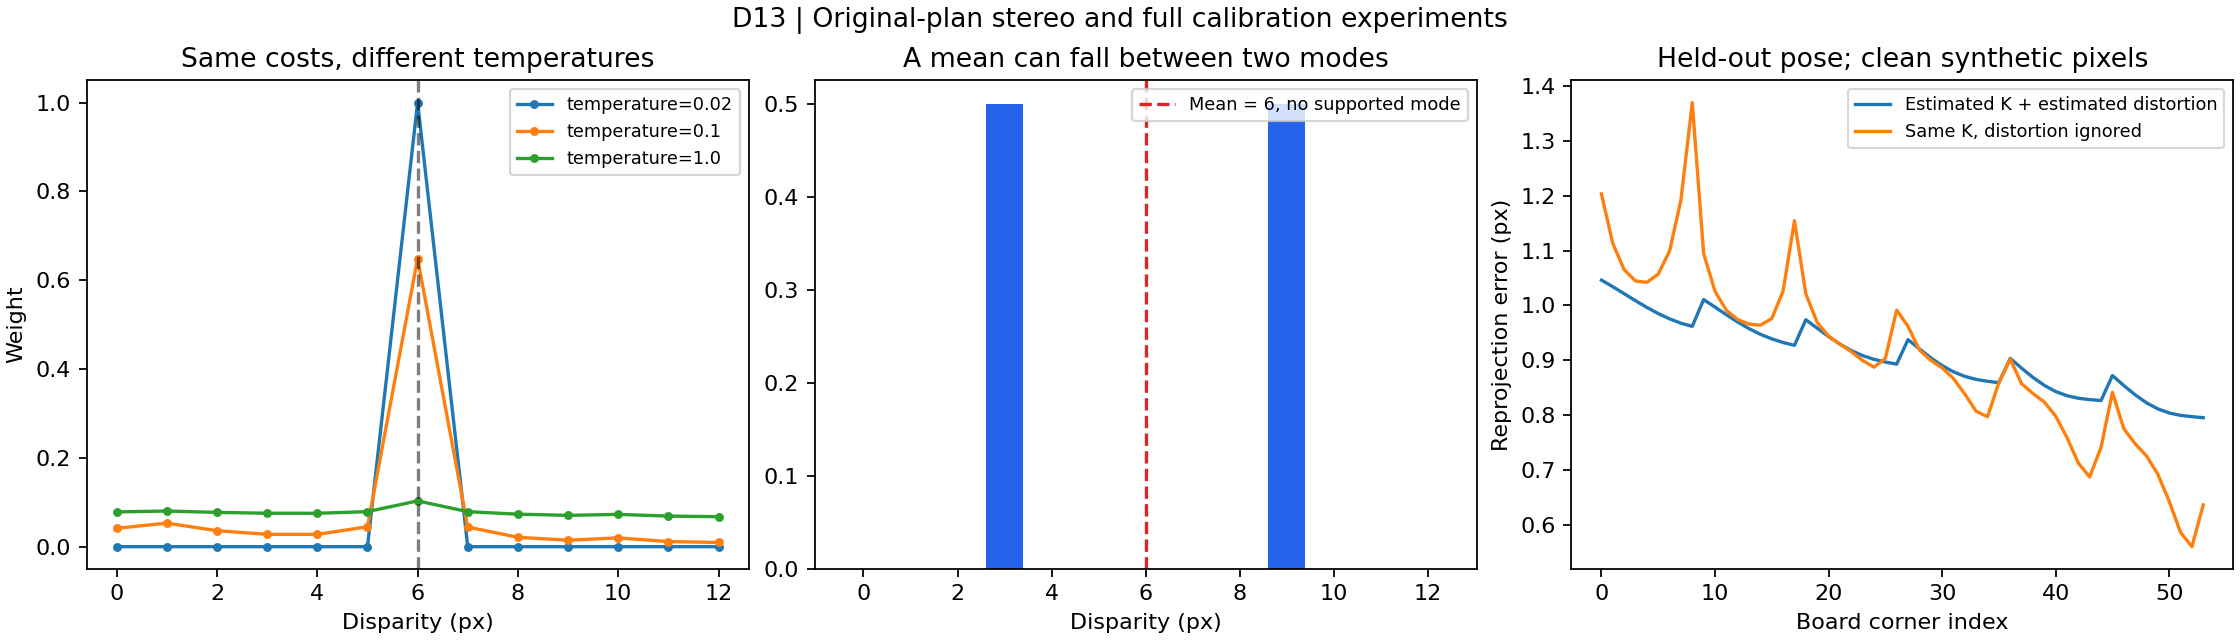 D13 | Original-plan stereo and full calibration experiments
Same costs, different temperatures
Weight
1.0
0.8
0.6
0.4
0.2
0.0
temperature=0.02
temperature=0.1
temperature=1.0
0 2 4 6 8 10 12
Disparity (px)
A mean can fall between two modes
0.5
0.4
0.3
0.2
0.1
0.0
Mean = 6, no supported mode
0 2 4 6 8 10 12
Disparity (px)
Held-out pose; clean synthetic pixels
Reprojection error (px)
1.4
1.3
1.2
1.1
1.0
0.9
0.8
0.7
0.6
Estimated K + estimated distortion
Same K, distortion ignored
0 10 20 30 40 50
Board corner index